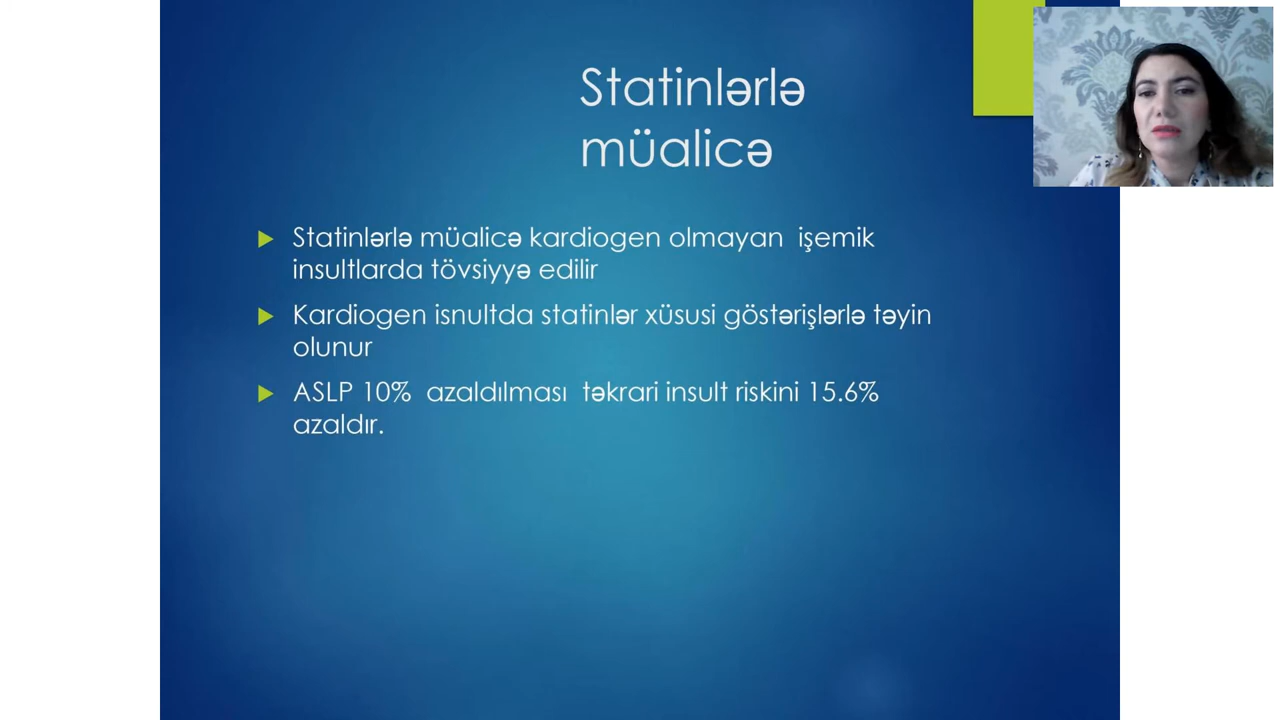 Statinlərlə
müalicə
Statinlərlə müalicə kardiogen olmayan işemik
insultlarda tövsiyyə edilir
Kardiogen isnultda statinlər xüsusi göstərişlərlə təyin
olunur
ASLP 10% azaldılması təkrari insult riskini 15.6%
azaldır.